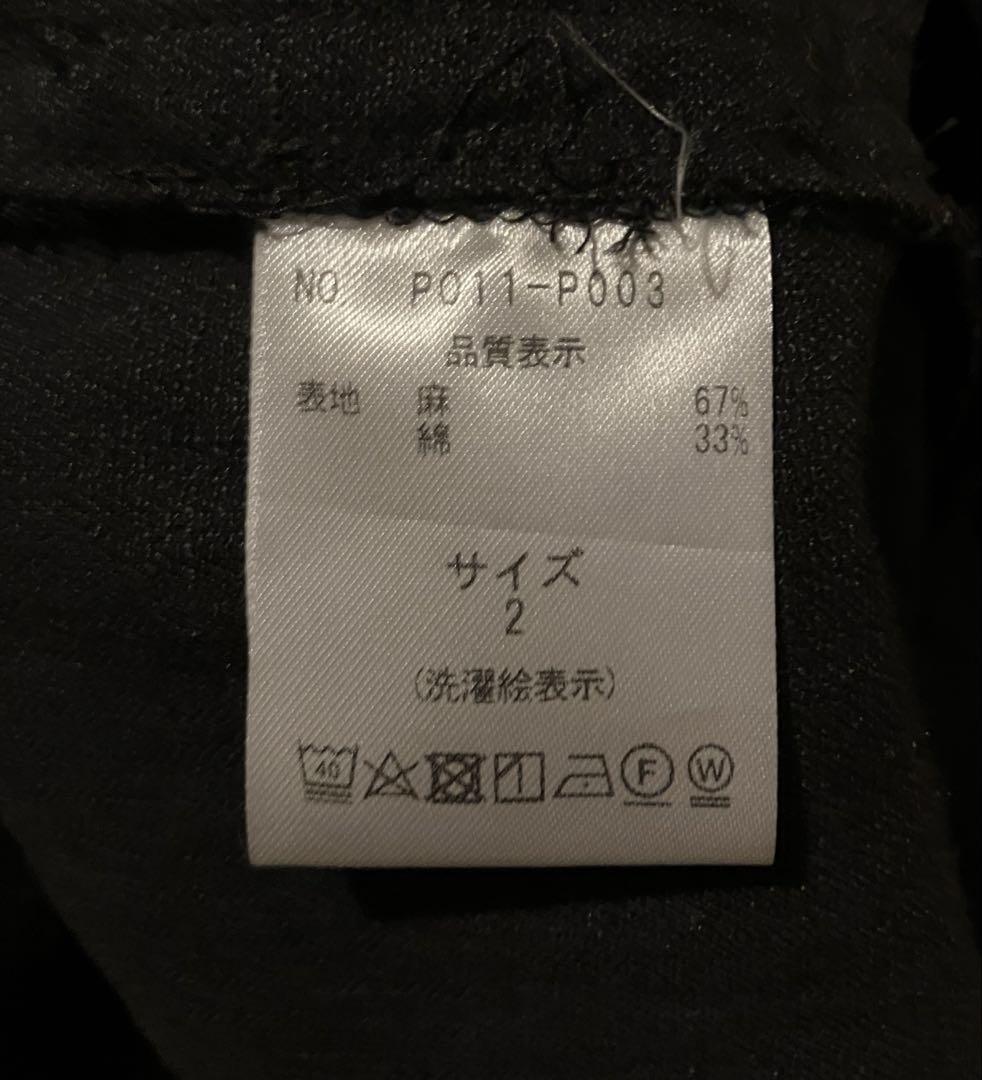 NO P011-P003
品質表示
表地 麻 67%
綿 33%
サイズ
2
(洗濯絵表示)
40 F W